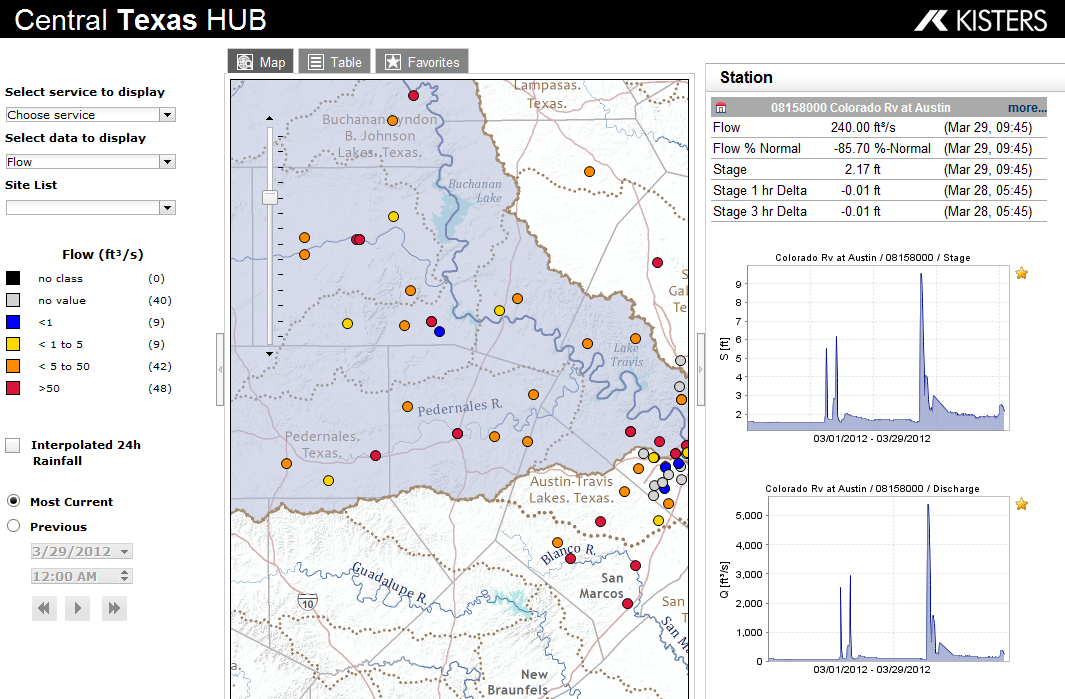 Central Texas HUB
KISTERS
Map
Table
Favorites
Select service to display
Choose service
Select data to display
Flow
Site List
Flow (ft³/s)
no class (0)
no value (40)
<1 (9)
< 1 to 5 (9)
< 5 to 50 (42)
>50 (48)
Interpolated 24h
Rainfall
Most Current
Previous
3/29/2012
12:00 AM
Lampasas.
Texas.
Buchanan-Lyndon
B. Johnson
Lakes. Texas.
Buchanan
Lake
Lake
Travis
Pedernales R.
Pedernales.
Texas.
Austin-Travis
Lakes. Texas.
Blanco R.
Guadalupe R.
10
San
Marcos
San
Te
San M
New
Braunfels
Station
08158000 Colorado Rv at Austin more...
Flow 240.00 ft³/s (Mar 29, 09:45)
Flow % Normal -85.70 %-Normal (Mar 29, 09:45)
Stage 2.17 ft (Mar 29, 09:45)
Stage 1 hr Delta -0.01 ft (Mar 28, 05:45)
Stage 3 hr Delta -0.01 ft (Mar 28, 05:45)
Colorado Rv at Austin / 08158000 / Stage
S [ft]
9
8
7
6
5
4
3
2
03/01/2012 - 03/29/2012
Colorado Rv at Austin / 08158000 / Discharge
Q [ft³/s]
5,000
4,000
3,000
2,000
1,000
0
03/01/2012 - 03/29/2012